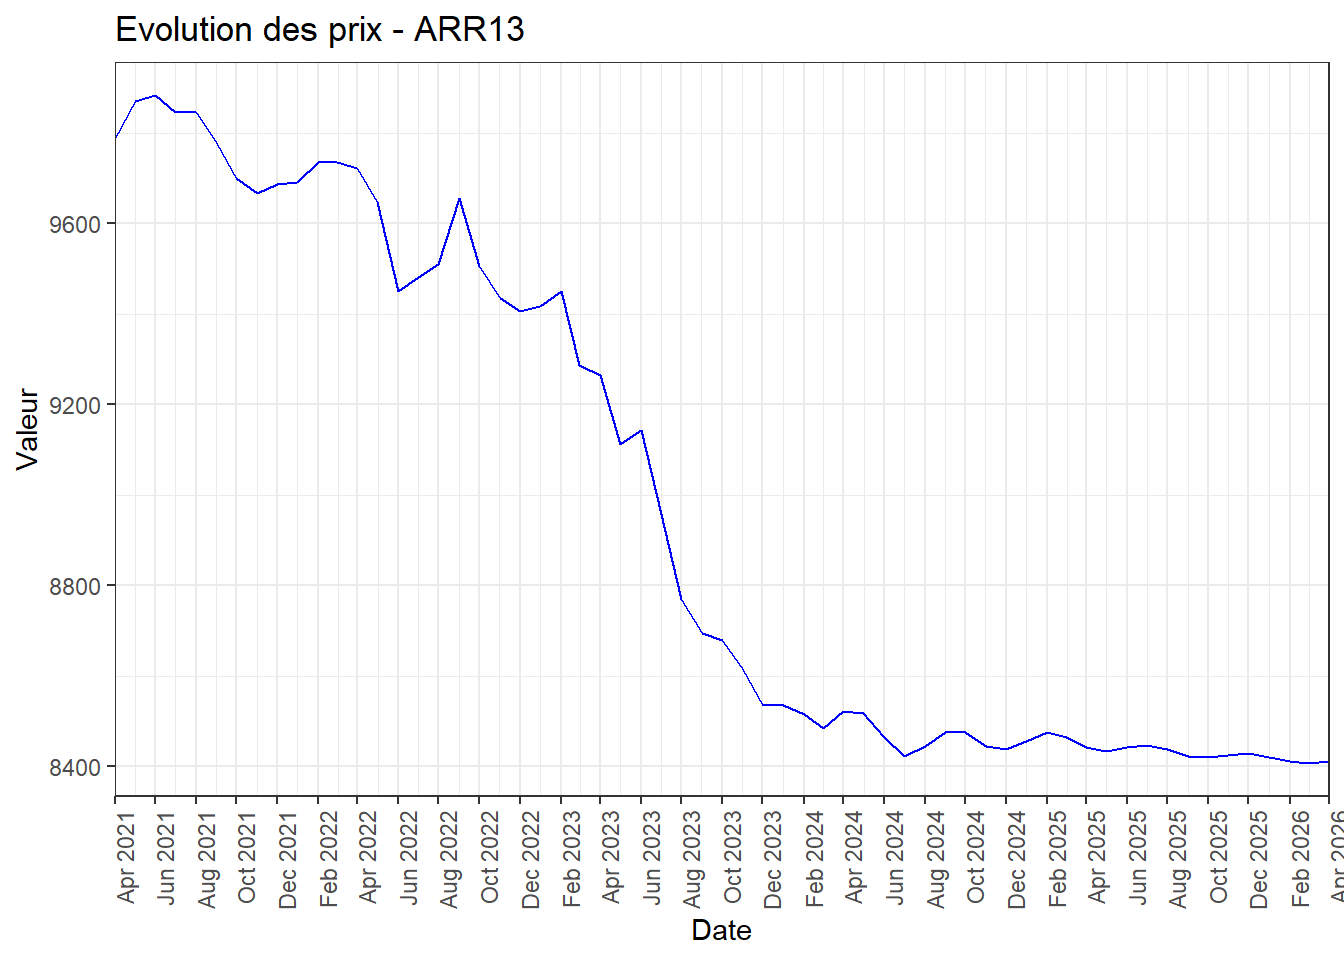 Evolution des prix - ARR13
Valeur
9600
9200
8800
8400
Apr 2021
Jun 2021
Aug 2021
Oct 2021
Dec 2021
Feb 2022
Apr 2022
Jun 2022
Aug 2022
Oct 2022
Dec 2022
Feb 2023
Apr 2023
Jun 2023
Aug 2023
Oct 2023
Dec 2023
Feb 2024
Apr 2024
Jun 2024
Aug 2024
Oct 2024
Dec 2024
Feb 2025
Apr 2025
Jun 2025
Aug 2025
Oct 2025
Dec 2025
Feb 2026
Apr 2026
Date